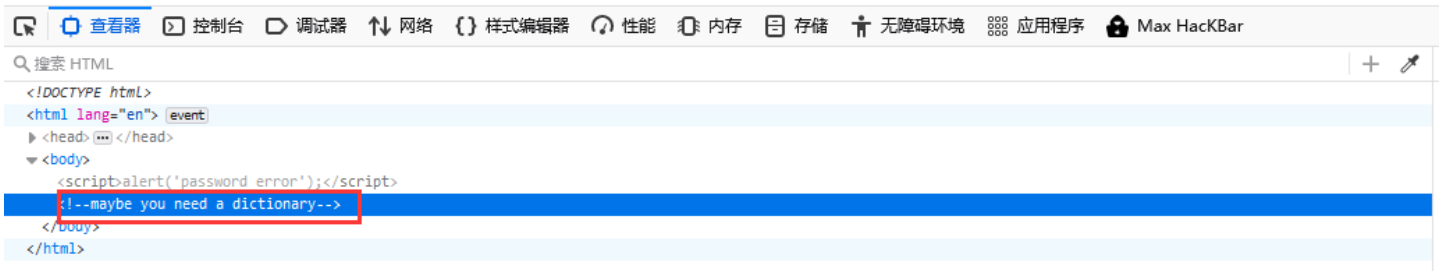 查看器 控制台 调试器 网络 {} 样式编辑器 性能 内存 存储 无障碍环境 应用程序 Max HacKBar
搜索 HTML
<!DOCTYPE html>
<html lang="en"> event
<head> ••• </head>
<body>
<script>alert('password error');</script>
<!--maybe you need a dictionary-->
</body>
</html>